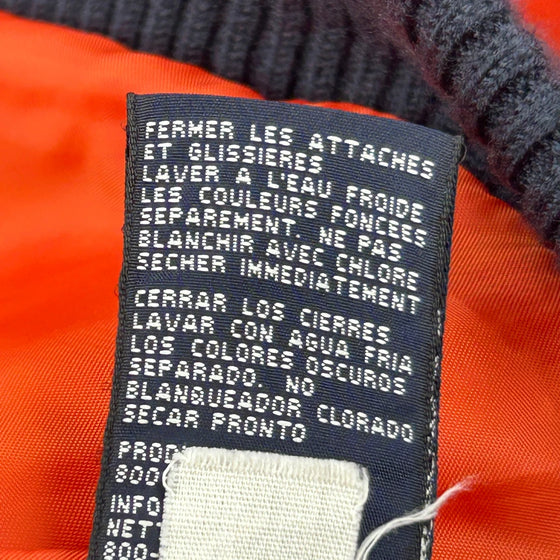 FERMER LES ATTACHES
ET GLISSIERES
LAVER A L'EAU FROIDE
LES COULEURS FONCEES
SEPAREMENT. NE PAS
BLANCHIR AVEC CHLORE
SECHER IMMEDIATEMENT
CERRAR LOS CIERRES
LAVAR CON AGUA FRIA
LOS COLORES OSCUROS
SEPARADO. NO
BLANQUEADOR CLORADO
SECAR PRONTO
800-